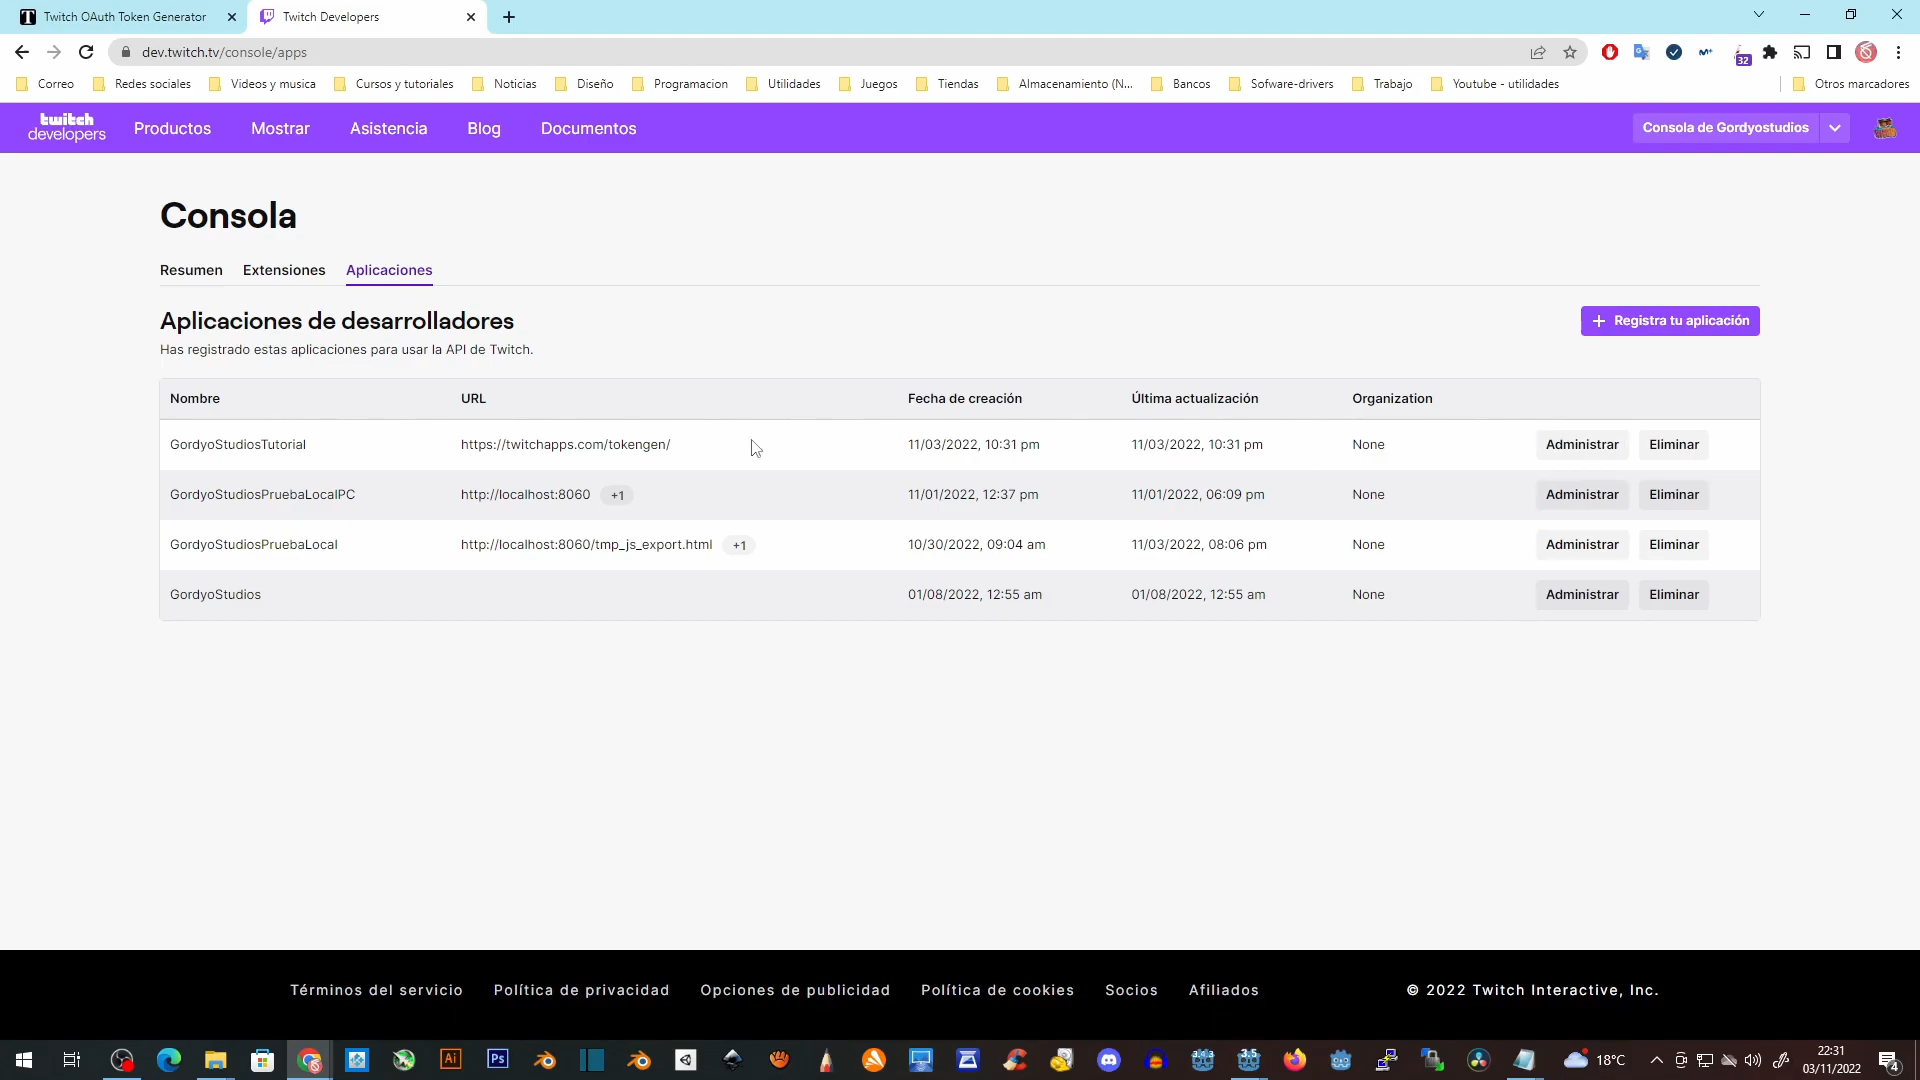 Twitch OAuth Token Generator
Twitch Developers
dev.twitch.tv/console/apps
32
Correo
Redes sociales
Videos y musica
Cursos y tutoriales
Noticias
Diseño
Programacion
Utilidades
Juegos
Tiendas
Almacenamiento (N...
Bancos
Sofware-drivers
Trabajo
Youtube - utilidades
Otros marcadores
twitch
developers
Productos
Mostrar
Asistencia
Blog
Documentos
Consola de Gordyostudios
Consola
Resumen
Extensiones
Aplicaciones
Aplicaciones de desarrolladores
Registra tu aplicación
Has registrado estas aplicaciones para usar la API de Twitch.
Nombre URL Fecha de creación Última actualización Organization
GordyoStudiosTutorial https://twitchapps.com/tokengen/ 11/03/2022, 10:31 pm 11/03/2022, 10:31 pm None Administrar Eliminar
GordyoStudiosPruebaLocalPC http://localhost:8060 +1 11/01/2022, 12:37 pm 11/01/2022, 06:09 pm None Administrar Eliminar
GordyoStudiosPruebaLocal http://localhost:8060/tmp_js_export.html +1 10/30/2022, 09:04 am 11/03/2022, 08:06 pm None Administrar Eliminar
GordyoStudios 01/08/2022, 12:55 am 01/08/2022, 12:55 am None Administrar Eliminar
Términos del servicio
Política de privacidad
Opciones de publicidad
Política de cookies
Socios
Afiliados
© 2022 Twitch Interactive, Inc.
Ai
Ps
3.4.3
3.5
18°C
22:31
03/11/2022
4